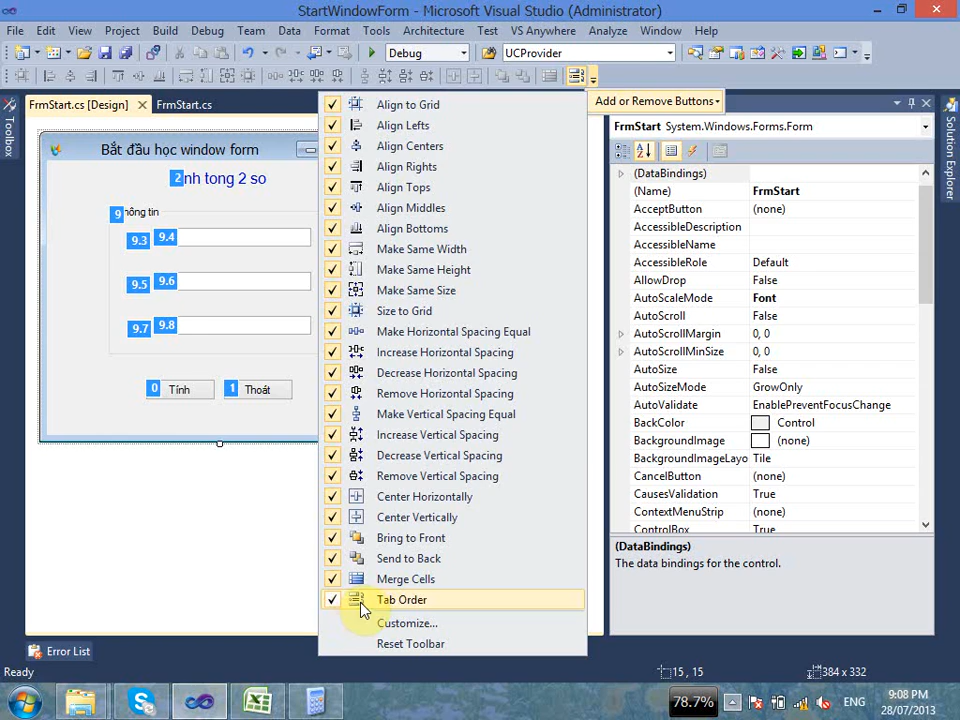 StartWindowForm - Microsoft Visual Studio (Administrator)
File Edit View Project Build Debug Team Data Format Tools Architecture Test VS Anywhere Analyze Window Help
Debug UCProvider
FrmStart.cs [Design] FrmStart.cs
Add or Remove Buttons
Toolbox
Solution Explorer
Bắt đầu học window form
2 nh tong 2 so
9 hông tin
9.3 9.4
9.5 9.6
9.7 9.8
0 Tính 1 Thoát
Align to Grid
Align Lefts
Align Centers
Align Rights
Align Tops
Align Middles
Align Bottoms
Make Same Width
Make Same Height
Make Same Size
Size to Grid
Make Horizontal Spacing Equal
Increase Horizontal Spacing
Decrease Horizontal Spacing
Remove Horizontal Spacing
Make Vertical Spacing Equal
Increase Vertical Spacing
Decrease Vertical Spacing
Remove Vertical Spacing
Center Horizontally
Center Vertically
Bring to Front
Send to Back
Merge Cells
Tab Order
Customize...
Reset Toolbar
FrmStart System.Windows.Forms.Form
(DataBindings)
(Name) FrmStart
AcceptButton (none)
AccessibleDescription
AccessibleName
AccessibleRole Default
AllowDrop False
AutoScaleMode Font
AutoScroll False
AutoScrollMargin 0, 0
AutoScrollMinSize 0, 0
AutoSize False
AutoSizeMode GrowOnly
AutoValidate EnablePreventFocusChange
BackColor Control
BackgroundImage (none)
BackgroundImageLayo Tile
CancelButton (none)
CausesValidation True
ContextMenuStrip (none)
ControlBox True
(DataBindings)
The data bindings for the control.
Error List
Ready 15 , 15 384 x 332
78.7% ENG 9:08 PM
28/07/2013